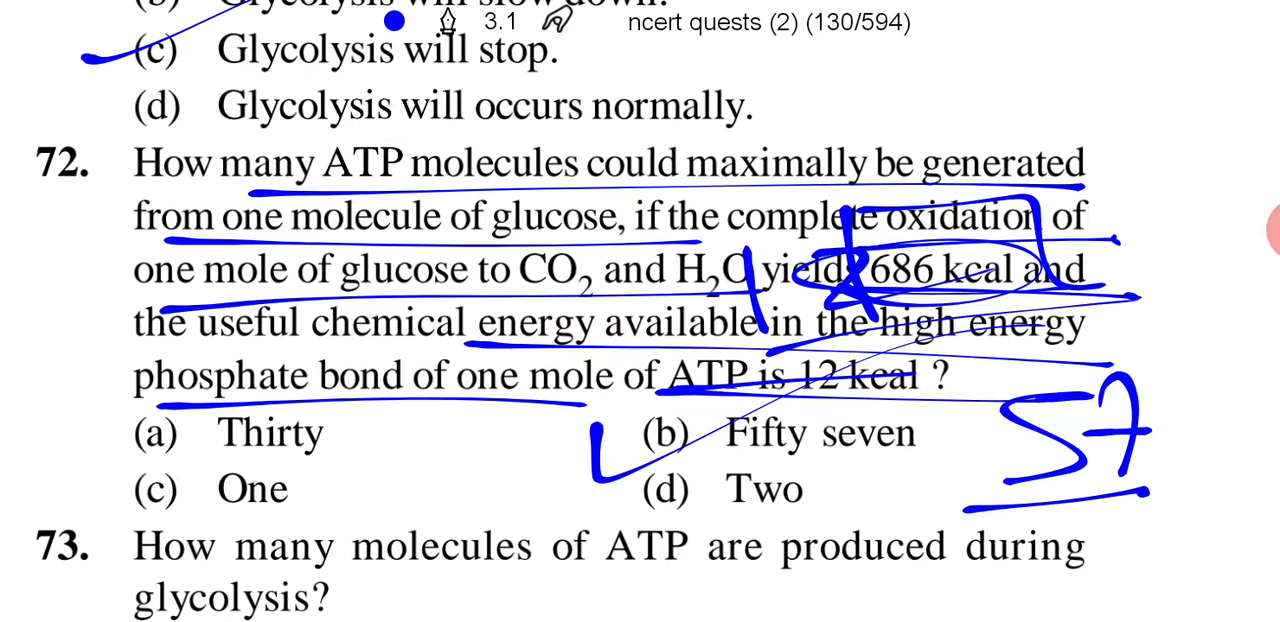 3.1 ncert quests (2) (130/594)
(c) Glycolysis will stop.
(d) Glycolysis will occurs normally.
72. How many ATP molecules could maximally be generated
from one molecule of glucose, if the complete oxidation of
one mole of glucose to CO₂ and H₂O yields 686 kcal and
the useful chemical energy available in the high energy
phosphate bond of one mole of ATP is 12 kcal ?
(a) Thirty (b) Fifty seven
57
(c) One (d) Two
73. How many molecules of ATP are produced during
glycolysis?